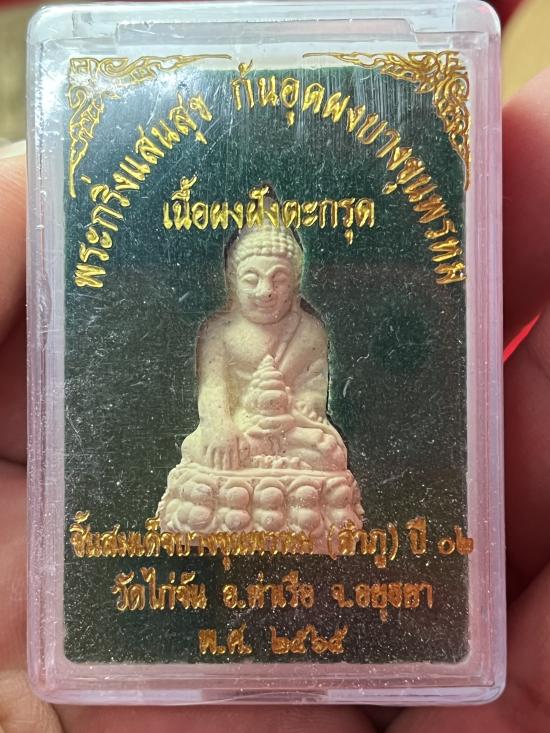 พระกริ่งแสนสุข ก้นอุดผงบางขุนพรหม
เนื้อผงฝังตะกรุด
ชิ้นสมเด็จบางขุนพรหม (ลำภู) ปี ๑๒
วัดไก่จ้น อ.ท่าเรือ จ.อยุธยา
พ.ศ. ๒๕๖๕